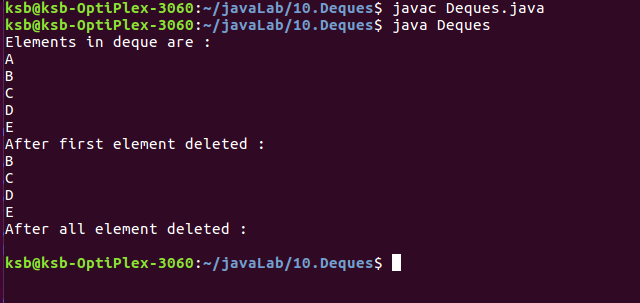 ksb@ksb-OptiPlex-3060:~/javaLab/10.Deques$ javac Deques.java
ksb@ksb-OptiPlex-3060:~/javaLab/10.Deques$ java Deques
Elements in deque are :
A
B
C
D
E
After first element deleted :
B
C
D
E
After all element deleted :
ksb@ksb-OptiPlex-3060:~/javaLab/10.Deques$